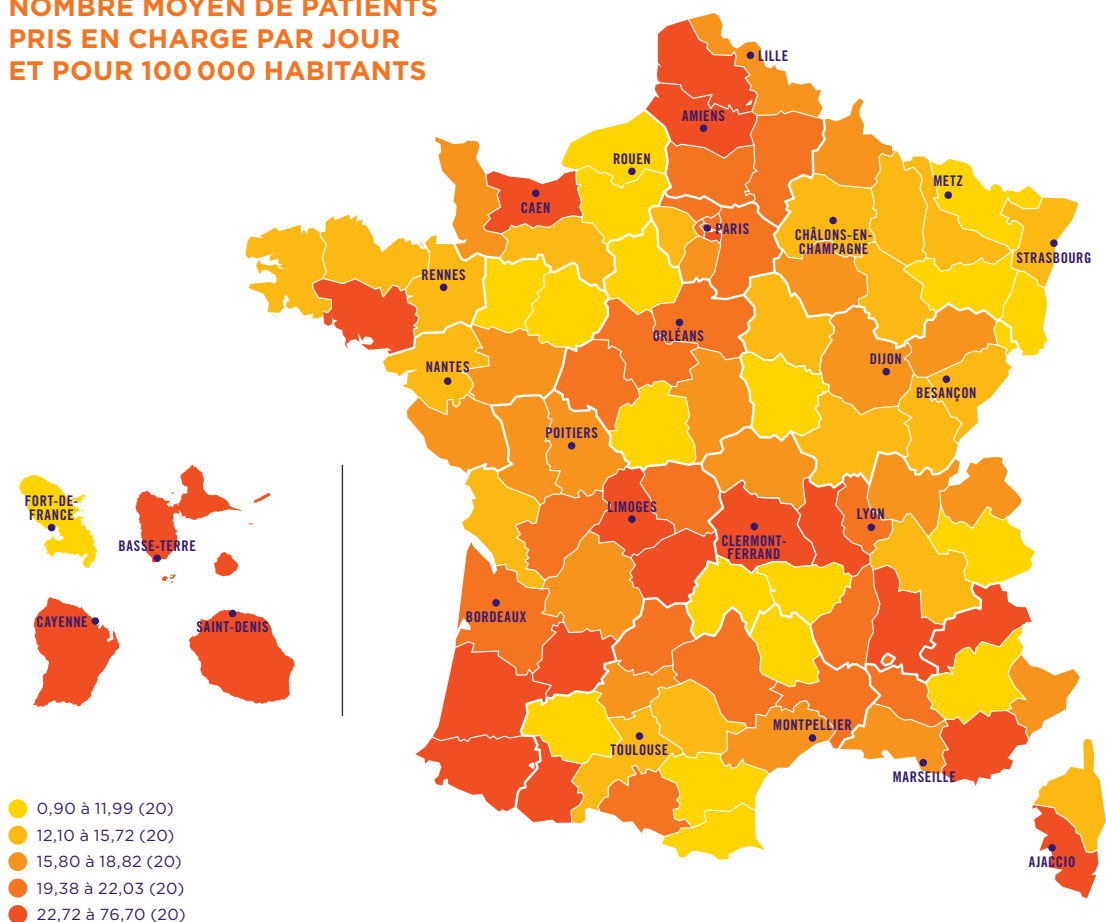 NOMBRE MOYEN DE PATIENTS
PRIS EN CHARGE PAR JOUR
ET POUR 100 000 HABITANTS
LILLE
AMIENS
ROUEN
METZ
CAEN
PARIS
CHÂLONS-EN-
CHAMPAGNE
STRASBOURG
RENNES
ORLÉANS
NANTES
DIJON
BESANÇON
POITIERS
LIMOGES
LYON
CLERMONT-
FERRAND
FORT-DE-
FRANCE
BASSE-TERRE
BORDEAUX
CAYENNE
SAINT-DENIS
MONTPELLIER
TOULOUSE
MARSEILLE
AJACCIO
0,90 à 11,99 (20)
12,10 à 15,72 (20)
15,80 à 18,82 (20)
19,38 à 22,03 (20)
22,72 à 76,70 (20)